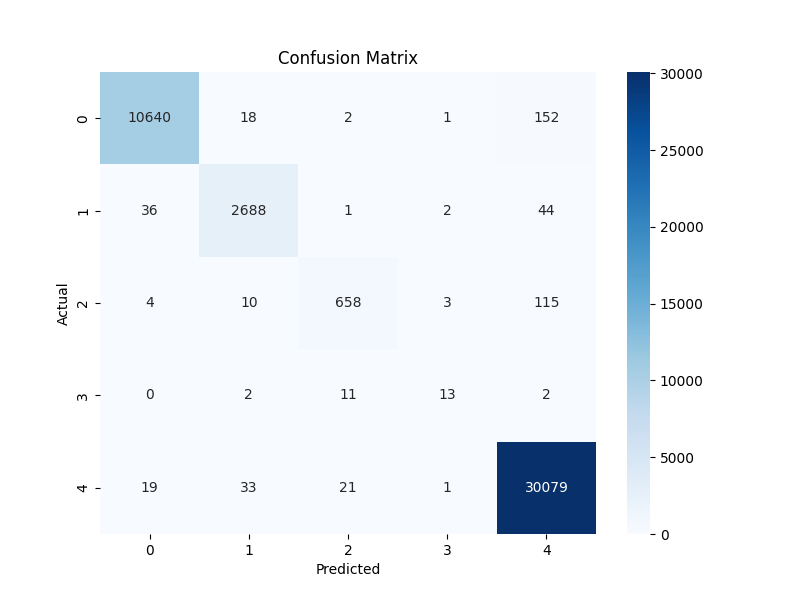 Confusion Matrix
Actual
0 10640 18 2 1 152
1 36 2688 1 2 44
2 4 10 658 3 115
3 0 2 11 13 2
4 19 33 21 1 30079
0 1 2 3 4
Predicted
30000
25000
20000
15000
10000
5000
0